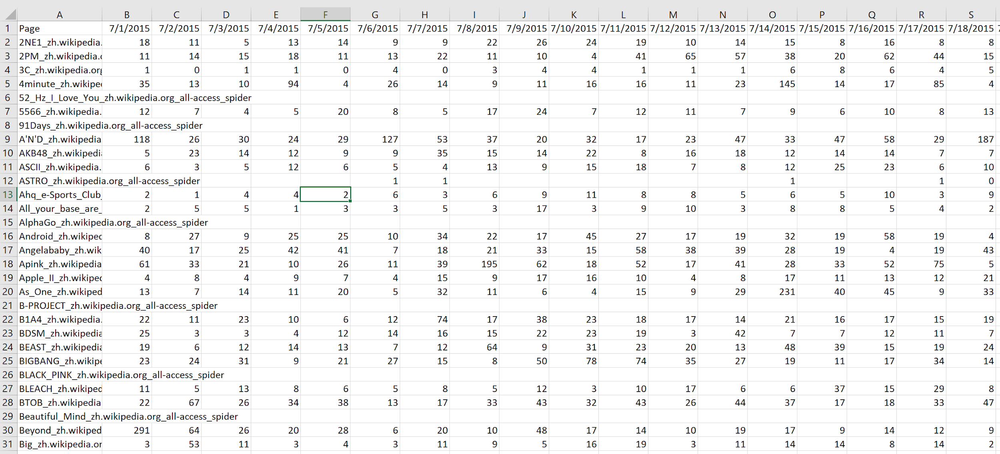 A B C D E F G H I J K L M N O P Q R S
1 Page 7/1/2015 7/2/2015 7/3/2015 7/4/2015 7/5/2015 7/6/2015 7/7/2015 7/8/2015 7/9/2015 7/10/2015 7/11/2015 7/12/2015 7/13/2015 7/14/2015 7/15/2015 7/16/2015 7/17/2015 7/18/2015
2 2NE1_zh.wikipedia. 18 11 5 13 14 9 9 22 26 24 19 10 14 15 8 16 8 8
3 2PM_zh.wikipedia. 11 14 15 18 11 13 22 11 10 4 41 65 57 38 20 62 44 15
4 3C_zh.wikipedia.org 1 0 1 1 0 4 0 3 4 4 1 1 1 6 8 6 4 5
5 4minute_zh.wikipe 35 13 10 94 4 26 14 9 11 16 16 11 23 145 14 17 85 4
6 52_Hz_I_Love_You_zh.wikipedia.org_all-access_spider
7 5566_zh.wikipedia. 12 7 4 5 20 8 5 17 24 7 12 11 7 9 6 10 8 13
8 91Days_zh.wikipedia.org_all-access_spider
9 A'N'D_zh.wikipedia 118 26 30 24 29 127 53 37 20 32 17 23 47 33 47 58 29 187
10 AKB48_zh.wikipedi 5 23 14 12 9 9 35 15 14 22 8 16 18 12 14 14 7 7
11 ASCII_zh.wikipedia. 6 3 5 12 6 5 4 13 9 15 18 7 8 12 25 23 6 10
12 ASTRO_zh.wikipedia.org_all-access_spider 1 1 1 1 0
13 Ahq_e-Sports_Club_ 2 1 4 4 2 6 3 6 9 11 8 8 5 6 5 10 3 9
14 All_your_base_are_ 2 5 5 1 3 3 5 3 17 3 9 10 3 8 8 5 4 2
15 AlphaGo_zh.wikipedia.org_all-access_spider
16 Android_zh.wikiped 8 27 9 25 25 10 34 22 17 45 27 17 19 32 19 58 19 4
17 Angelababy_zh.wik 40 17 25 42 41 7 18 21 33 15 58 38 39 28 19 4 19 43
18 Apink_zh.wikipedia 61 33 21 10 26 11 39 195 62 18 52 17 41 28 33 52 75 5
19 Apple_II_zh.wikiped 4 8 4 9 7 4 15 9 17 16 10 4 8 17 11 13 12 21
20 As_One_zh.wikiped 13 7 14 11 20 5 32 11 6 4 15 9 29 231 40 45 9 33
21 B-PROJECT_zh.wikipedia.org_all-access_spider
22 B1A4_zh.wikipedia. 22 11 23 10 6 12 74 17 38 23 18 17 14 21 16 17 15 19
23 BDSM_zh.wikipedia 25 3 3 4 12 14 16 15 22 23 19 3 42 7 7 12 11 7
24 BEAST_zh.wikipedia 19 6 12 14 13 7 12 64 9 31 23 20 13 48 39 15 19 24
25 BIGBANG_zh.wikipe 23 24 31 9 21 27 15 8 50 78 74 35 27 19 11 17 34 14
26 BLACK_PINK_zh.wikipedia.org_all-access_spider
27 BLEACH_zh.wikiped 11 5 13 8 6 5 8 5 12 3 10 17 6 6 37 15 29 8
28 BTOB_zh.wikipedia 22 67 26 34 38 13 17 33 43 32 43 26 44 37 17 18 33 47
29 Beautiful_Mind_zh.wikipedia.org_all-access_spider
30 Beyond_zh.wikiped 291 64 26 20 28 6 20 10 48 17 14 10 19 17 9 14 12 9
31 Big_zh.wikipedia.or 3 53 11 3 4 3 11 9 5 16 19 3 11 14 14 8 14 2